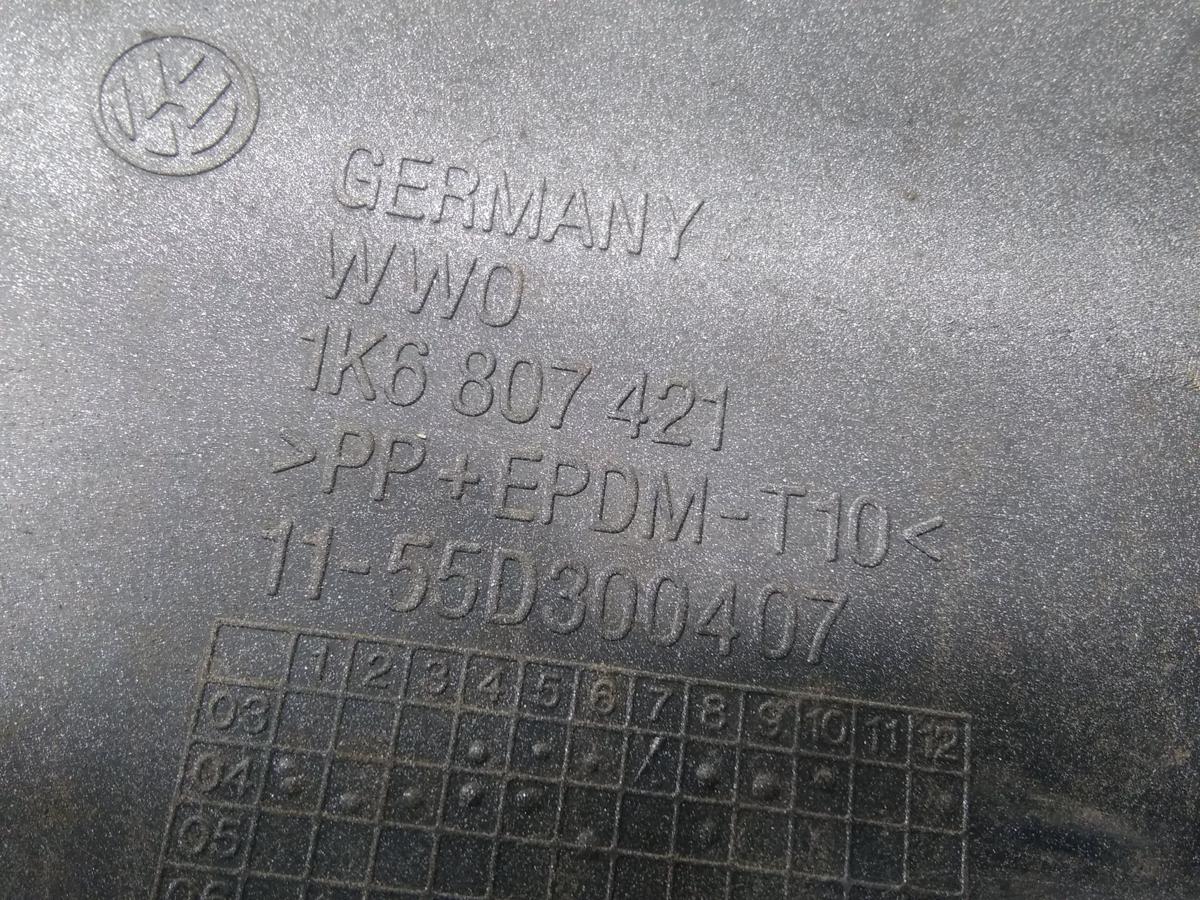 GERMANY
WWO
1K6 807 421
>PP+EPDM-T10<
11-55D300407
1 2 3 4 5 6 7 8 9 10 11 12
03
04
05